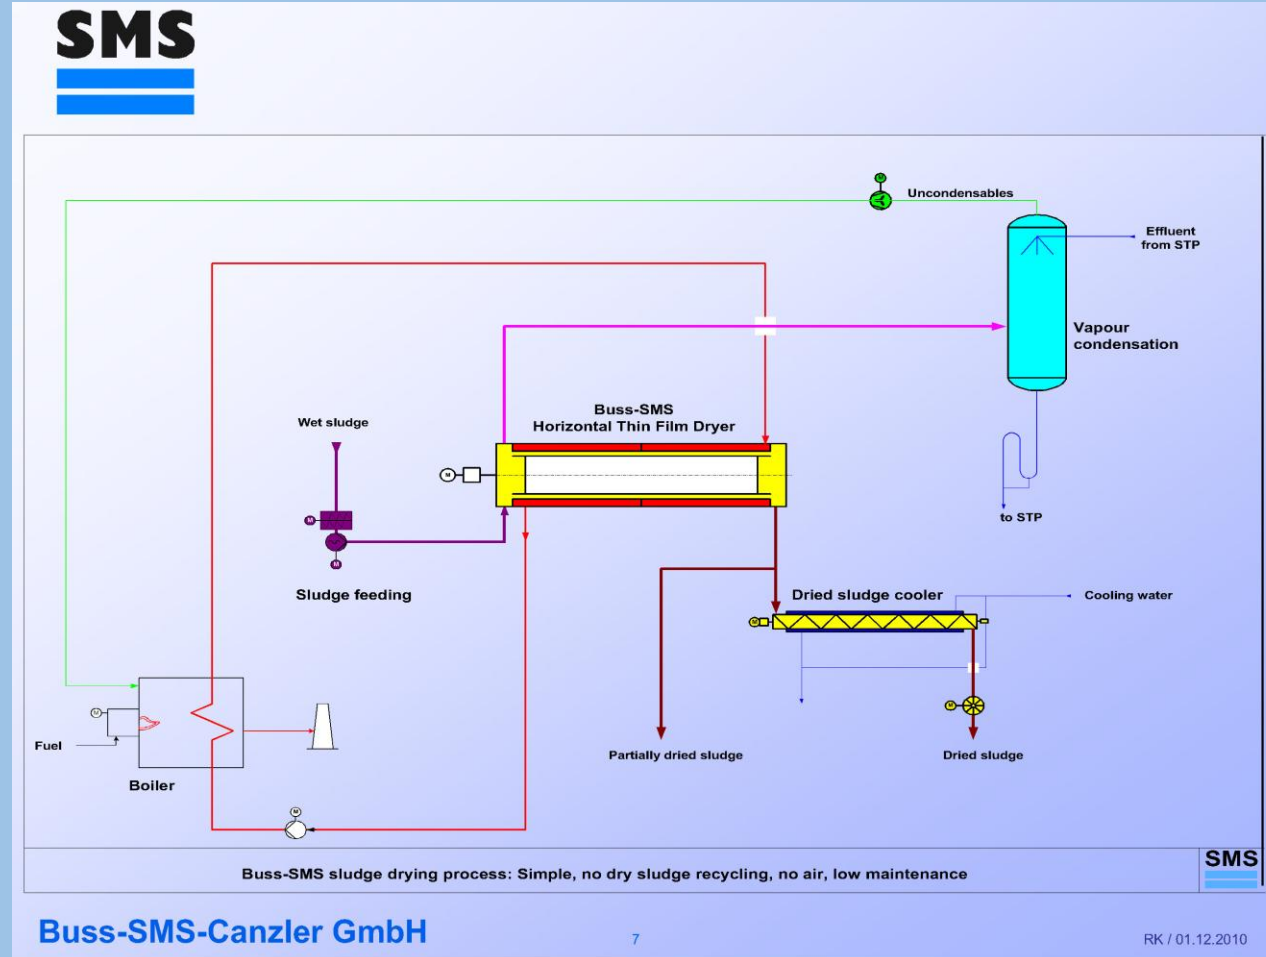 SMS
Uncondensables
Effluent
from STP
Vapour
condensation
Buss-SMS
Horizontal Thin Film Dryer
Wet sludge
M
M
M
M
to STP
Sludge feeding
Dried sludge cooler
Cooling water
M
M
M
Fuel
Partially dried sludge
Dried sludge
Boiler
M
Buss-SMS sludge drying process: Simple, no dry sludge recycling, no air, low maintenance
SMS
Buss-SMS-Canzler GmbH
7
RK / 01.12.2010